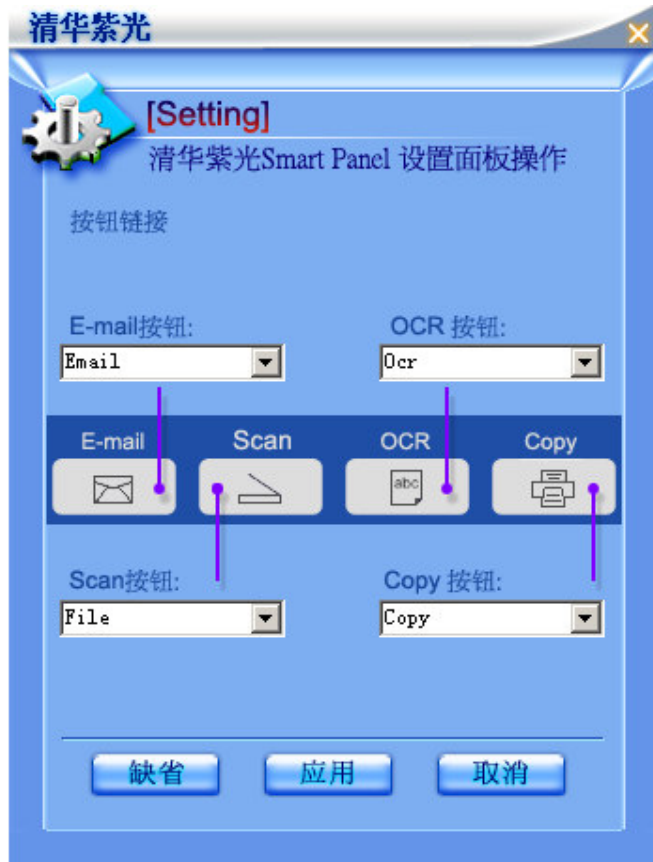 清华紫光
[Setting]
清华紫光Smart Panel 设置面板操作
按钮链接
E-mail按钮:
OCR 按钮:
Email
Ocr
E-mail
Scan
OCR
Copy
abc
Scan按钮:
Copy 按钮:
File
Copy
缺省
应用
取消